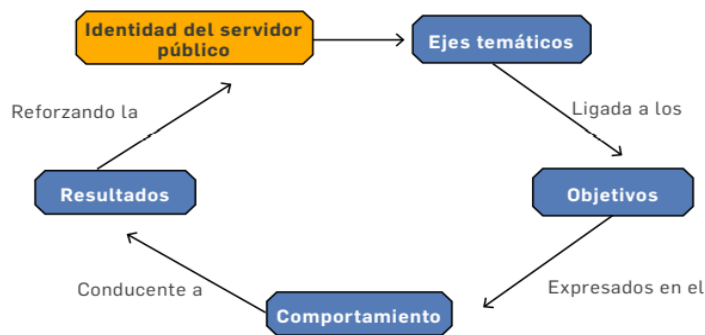 Identidad del servidor
público
Ejes temáticos
Ligada a los
Objetivos
Expresados en el
Comportamiento
Conducente a
Resultados
Reforzando la